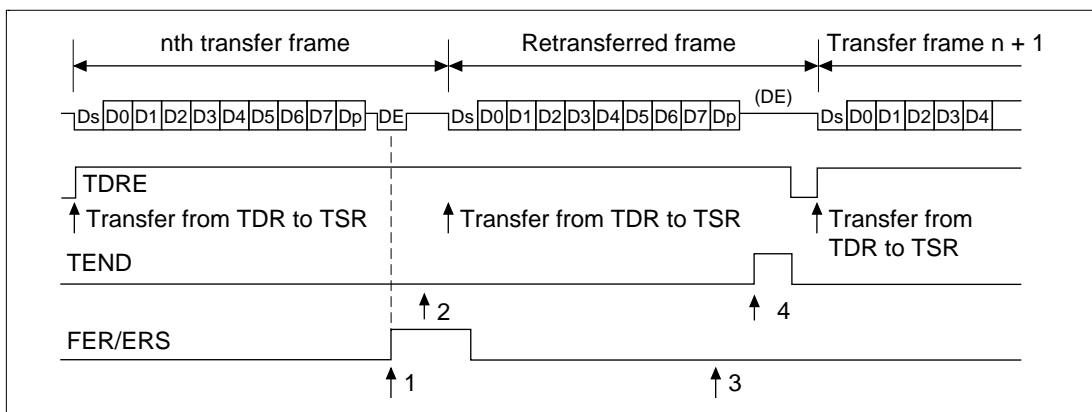 nth transfer frame Retransferred frame Transfer frame n + 1
(DE)
Ds D0 D1 D2 D3 D4 D5 D6 D7 Dp DE Ds D0 D1 D2 D3 D4 D5 D6 D7 Dp Ds D0 D1 D2 D3 D4
TDRE
Transfer from TDR to TSR Transfer from TDR to TSR Transfer from
TDR to TSR
TEND
2 4
FER/ERS
1 3